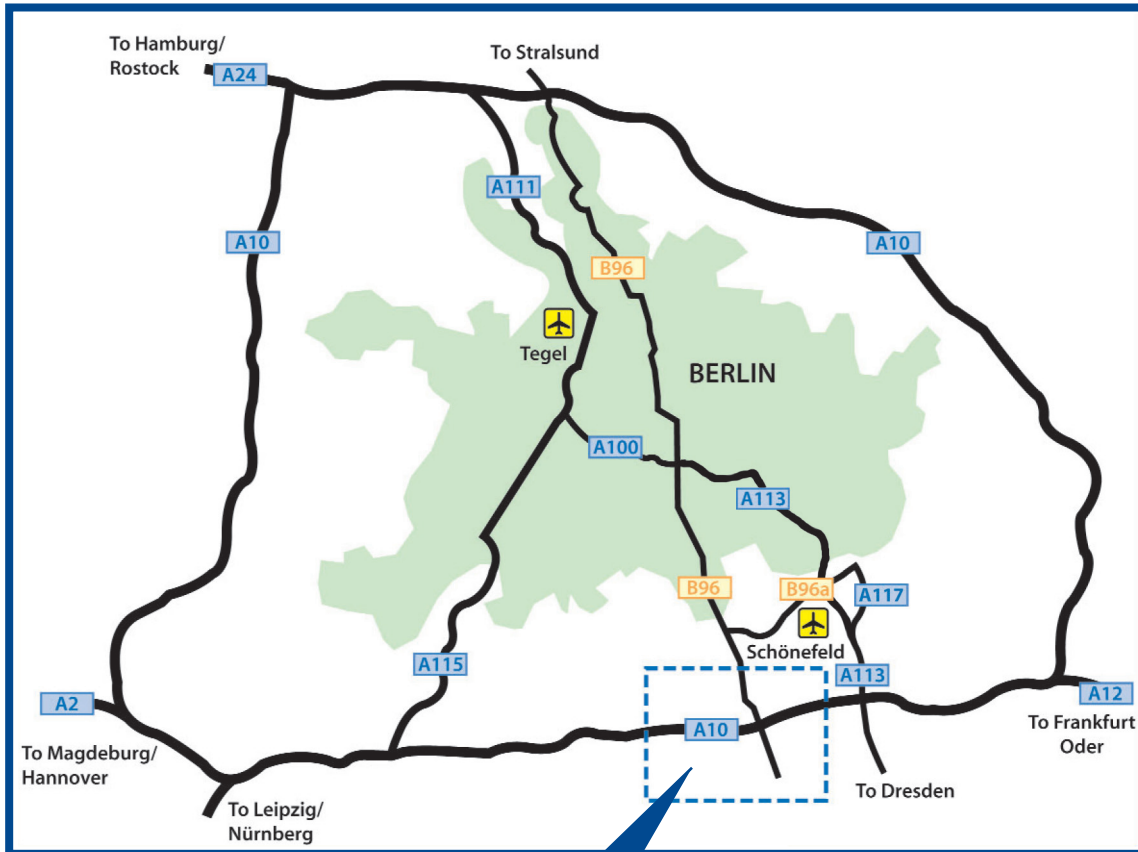 To Hamburg/
Rostock
To Stralsund
A24
A111
A10
A10
B96
Tegel
BERLIN
A100
A113
B96
B96a
A117
Schönefeld
A115
A113
A2
A12
A10
To Magdeburg/
Hannover
To Frankfurt
Oder
To Leipzig/
Nürnberg
To Dresden